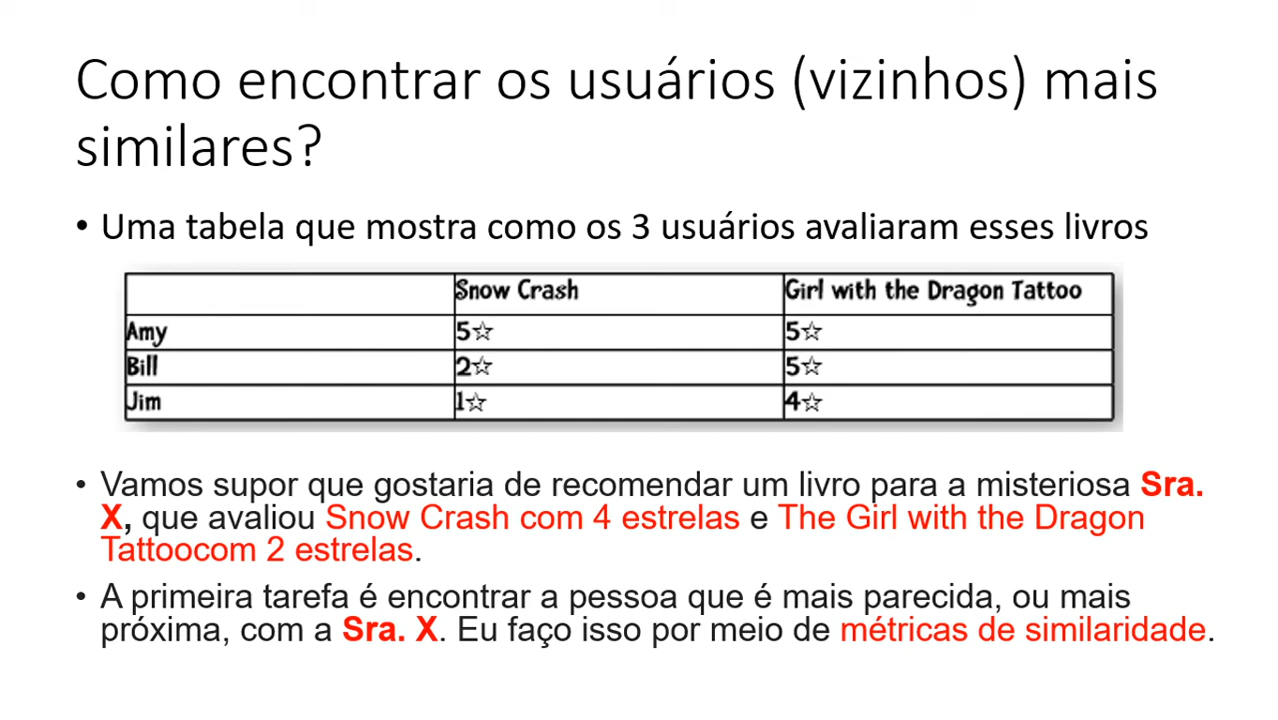 Como encontrar os usuários (vizinhos) mais
similares?
• Uma tabela que mostra como os 3 usuários avaliaram esses livros
Snow Crash Girl with the Dragon Tattoo
Amy 5☆ 5☆
Bill 2☆ 5☆
Jim 1☆ 4☆
• Vamos supor que gostaria de recomendar um livro para a misteriosa Sra.
X, que avaliou Snow Crash com 4 estrelas e The Girl with the Dragon
Tattoocom 2 estrelas.
• A primeira tarefa é encontrar a pessoa que é mais parecida, ou mais
próxima, com a Sra. X. Eu faço isso por meio de métricas de similaridade.